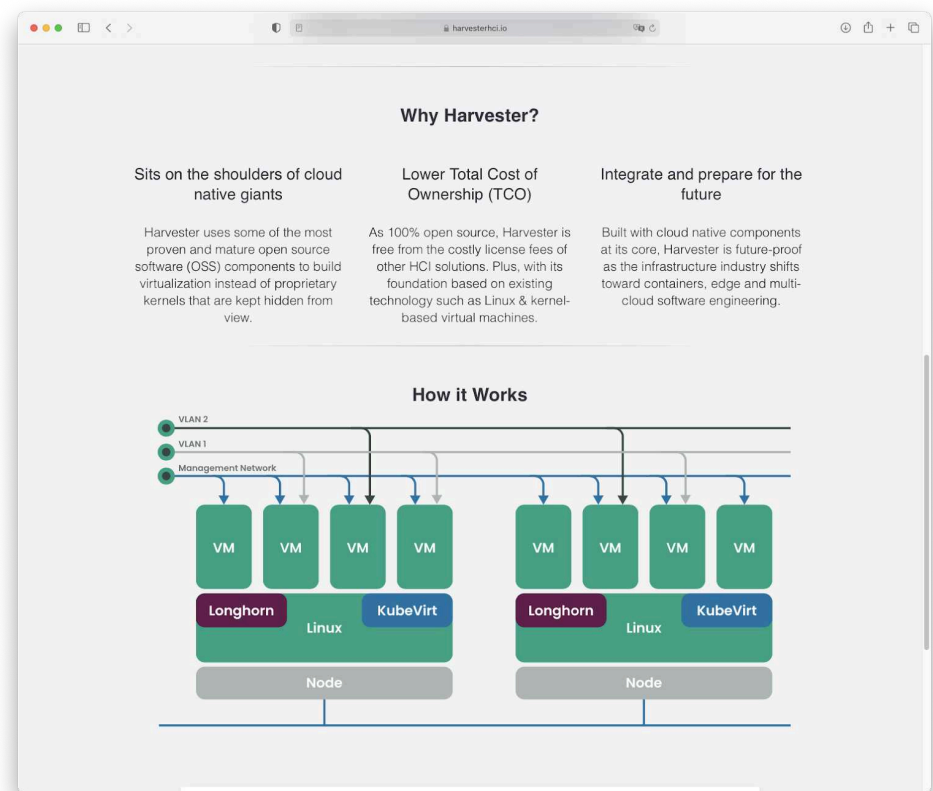 harvesterhci.io
Why Harvester?
Sits on the shoulders of cloud
native giants
Harvester uses some of the most
proven and mature open source
software (OSS) components to build
virtualization instead of proprietary
kernels that are kept hidden from
view.
Lower Total Cost of
Ownership (TCO)
As 100% open source, Harvester is
free from the costly license fees of
other HCI solutions. Plus, with its
foundation based on existing
technology such as Linux & kernel-
based virtual machines.
Integrate and prepare for the
future
Built with cloud native components
at its core, Harvester is future-proof
as the infrastructure industry shifts
toward containers, edge and multi-
cloud software engineering.
How it Works
VLAN 2
VLAN 1
Management Network
VM VM VM VM VM VM VM VM
Longhorn KubeVirt Longhorn KubeVirt
Linux Linux
Node Node